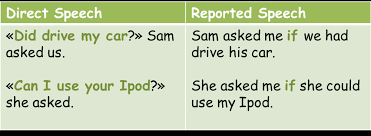 Direct Speech
Reported Speech
«Did drive my car?» Sam
asked us.
Sam asked me if we had
drive his car.
«Can I use your Ipod?»
she asked.
She asked me if she could
use my Ipod.